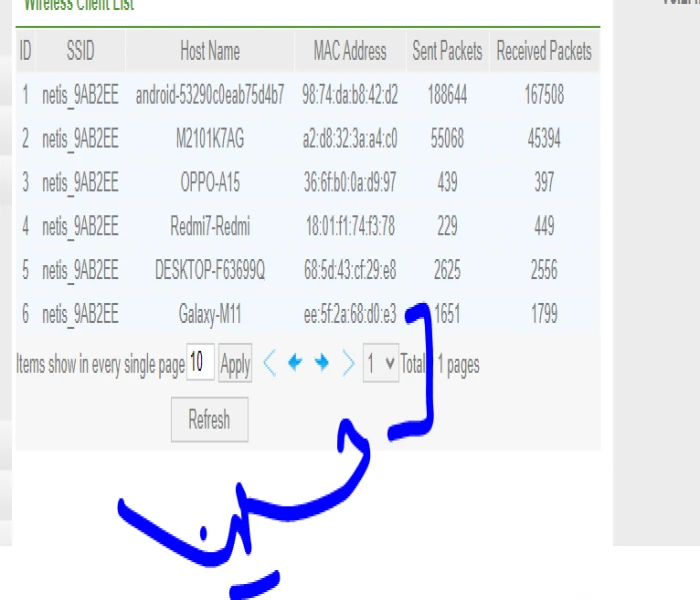 Wireless Client List
ID SSID Host Name MAC Address Sent Packets Received Packets
1 netis_9AB2EE android-53290c0eab75d4b7 98:74:da:b8:42:d2 188644 167508
2 netis_9AB2EE M2101K7AG a2:d8:32:3a:a4:c0 55068 45394
3 netis_9AB2EE OPPO-A15 36:6f:b0:0a:d9:97 439 397
4 netis_9AB2EE Redmi7-Redmi 18:01:f1:74:f3:78 229 449
5 netis_9AB2EE DESKTOP-F63699Q 68:5d:43:cf:29:e8 2625 2556
6 netis_9AB2EE Galaxy-M11 ee:5f:2a:68:d0:e3 1651 1799
Items show in every single page 10 Apply 1 Total 1 pages
Refresh
حسين